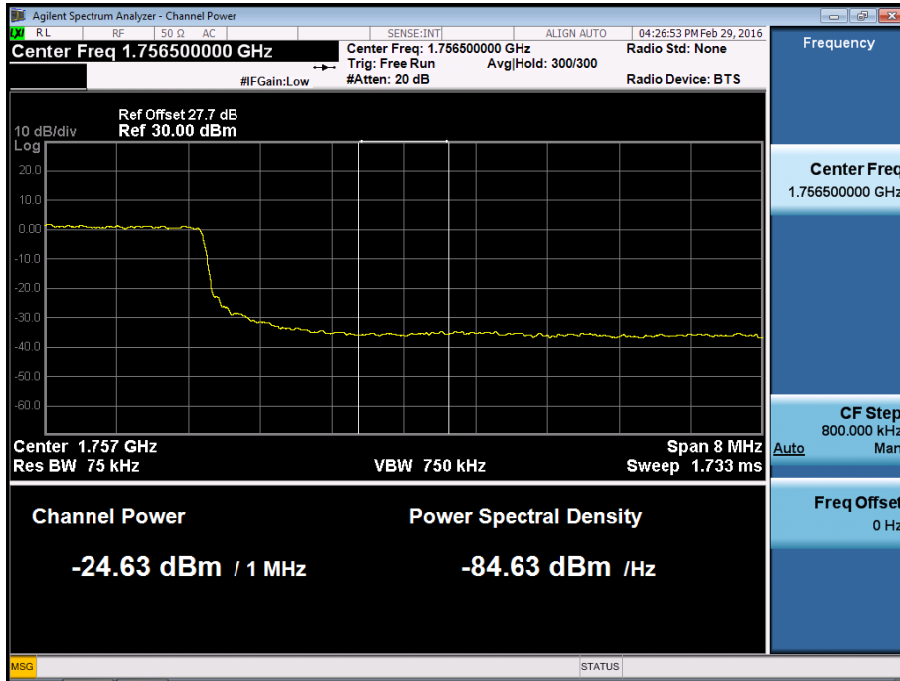 Agilent Spectrum Analyzer - Channel Power
LXI RL RF 50 Ω AC SENSE:INT ALIGN AUTO 04:26:53 PM Feb 29, 2016
Center Freq 1.756500000 GHz
Center Freq: 1.756500000 GHz Radio Std: None
Trig: Free Run Avg|Hold: 300/300
#IFGain:Low #Atten: 20 dB Radio Device: BTS
Ref Offset 27.7 dB
10 dB/div Ref 30.00 dBm
Log
20.0
10.0
0.00
-10.0
-20.0
-30.0
-40.0
-50.0
-60.0
Center 1.757 GHz Span 8 MHz
Res BW 75 kHz VBW 750 kHz Sweep 1.733 ms
Channel Power Power Spectral Density
-24.63 dBm / 1 MHz -84.63 dBm /Hz
MSG STATUS
Frequency
Center Freq
1.756500000 GHz
CF Step
800.000 kHz
Auto Man
Freq Offset
0 Hz